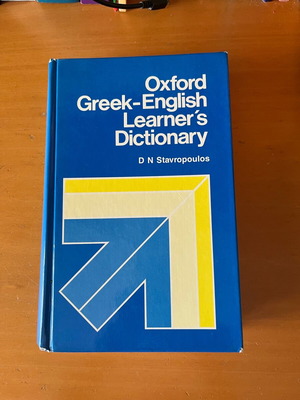 Oxford
Greek-English
Learner's
Dictionary
D N Stavropoulos